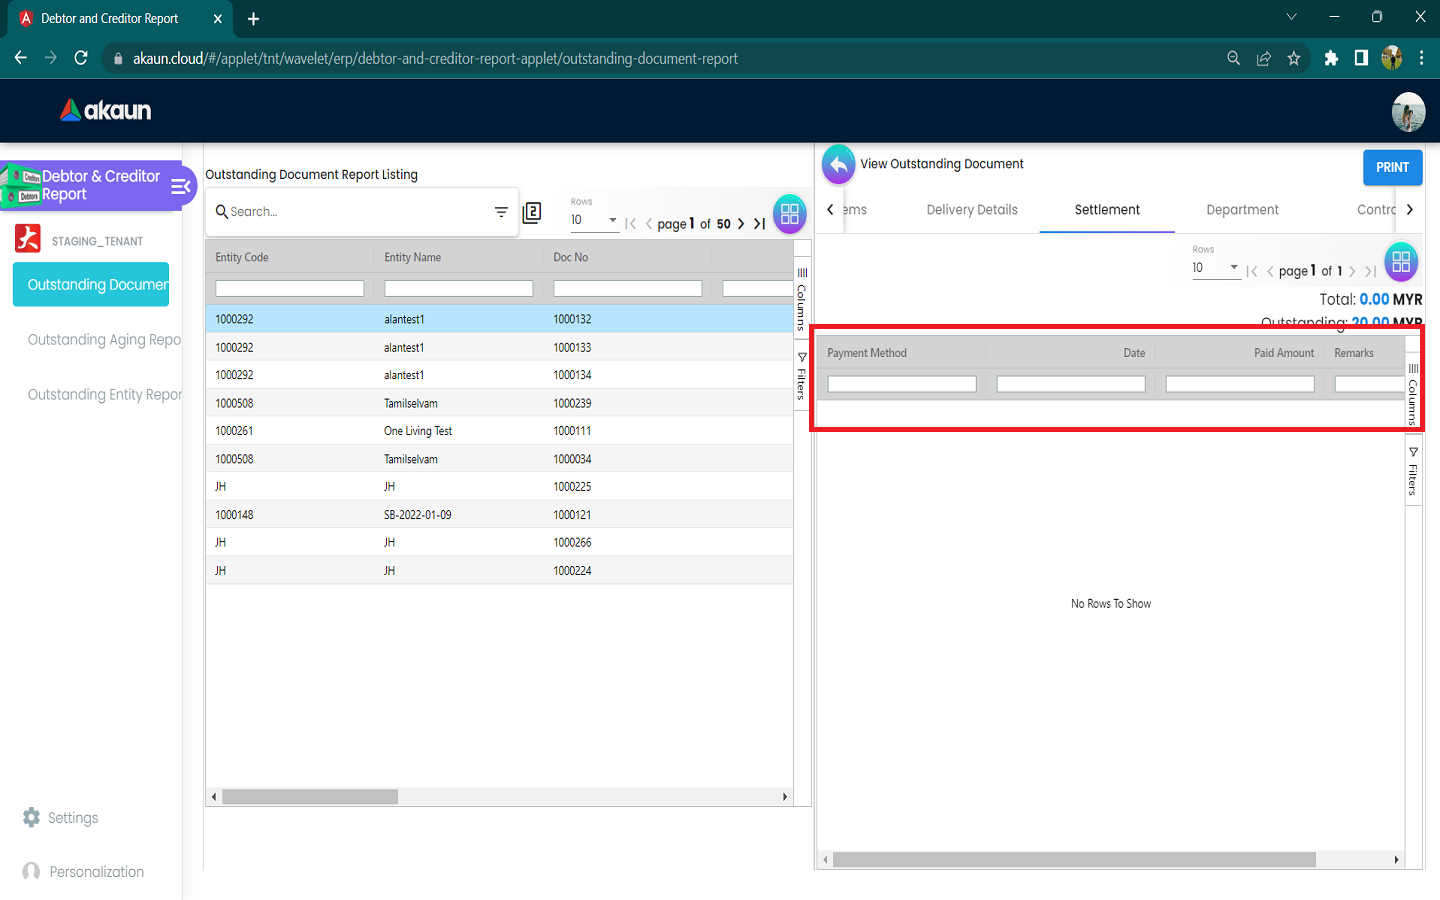 Debtor and Creditor Report
akaun.cloud/#/applet/tnt/wavelet/erp/debtor-and-creditor-report-applet/outstanding-document-report
akaun
Debtor & Creditor
Report
Creditors
Debtors
STAGING_TENANT
Outstanding Documen
Outstanding Aging Repo
Outstanding Entity Repor
Settings
Personalization
Outstanding Document Report Listing
Search...
2
Rows
10
page 1 of 50
Entity Code Entity Name Doc No
1000292 alantest1 1000132
1000292 alantest1 1000133
1000292 alantest1 1000134
1000508 Tamilselvam 1000239
1000261 One Living Test 1000111
1000508 Tamilselvam 1000034
JH JH 1000225
1000148 SB-2022-01-09 1000121
JH JH 1000266
JH JH 1000224
Columns
Filters
View Outstanding Document
PRINT
ems Delivery Details Settlement Department Contra
Rows
10
page 1 of 1
Total: 0.00 MYR
Outstanding: 20.00 MYR
Payment Method Date Paid Amount Remarks
Columns
Filters
No Rows To Show